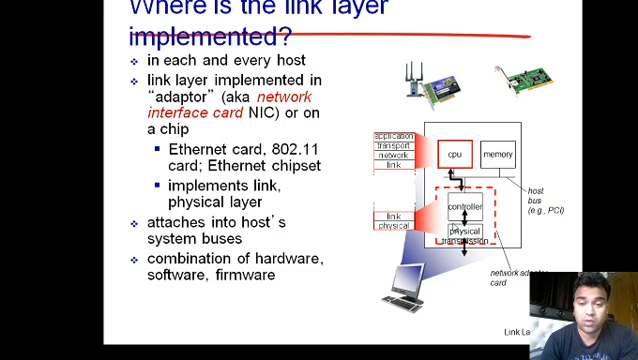 Where is the link layer
implemented?
❖ in each and every host
❖ link layer implemented in
“adaptor” (aka network
interface card NIC) or on
a chip
▪ Ethernet card, 802.11
card; Ethernet chipset
▪ implements link,
physical layer
❖ attaches into host’s
system buses
❖ combination of hardware,
software, firmware
application
transport
network
link
cpu
memory
host
bus
(e.g., PCI)
controller
link
physical
physical
transmission
network adapter
card
Link